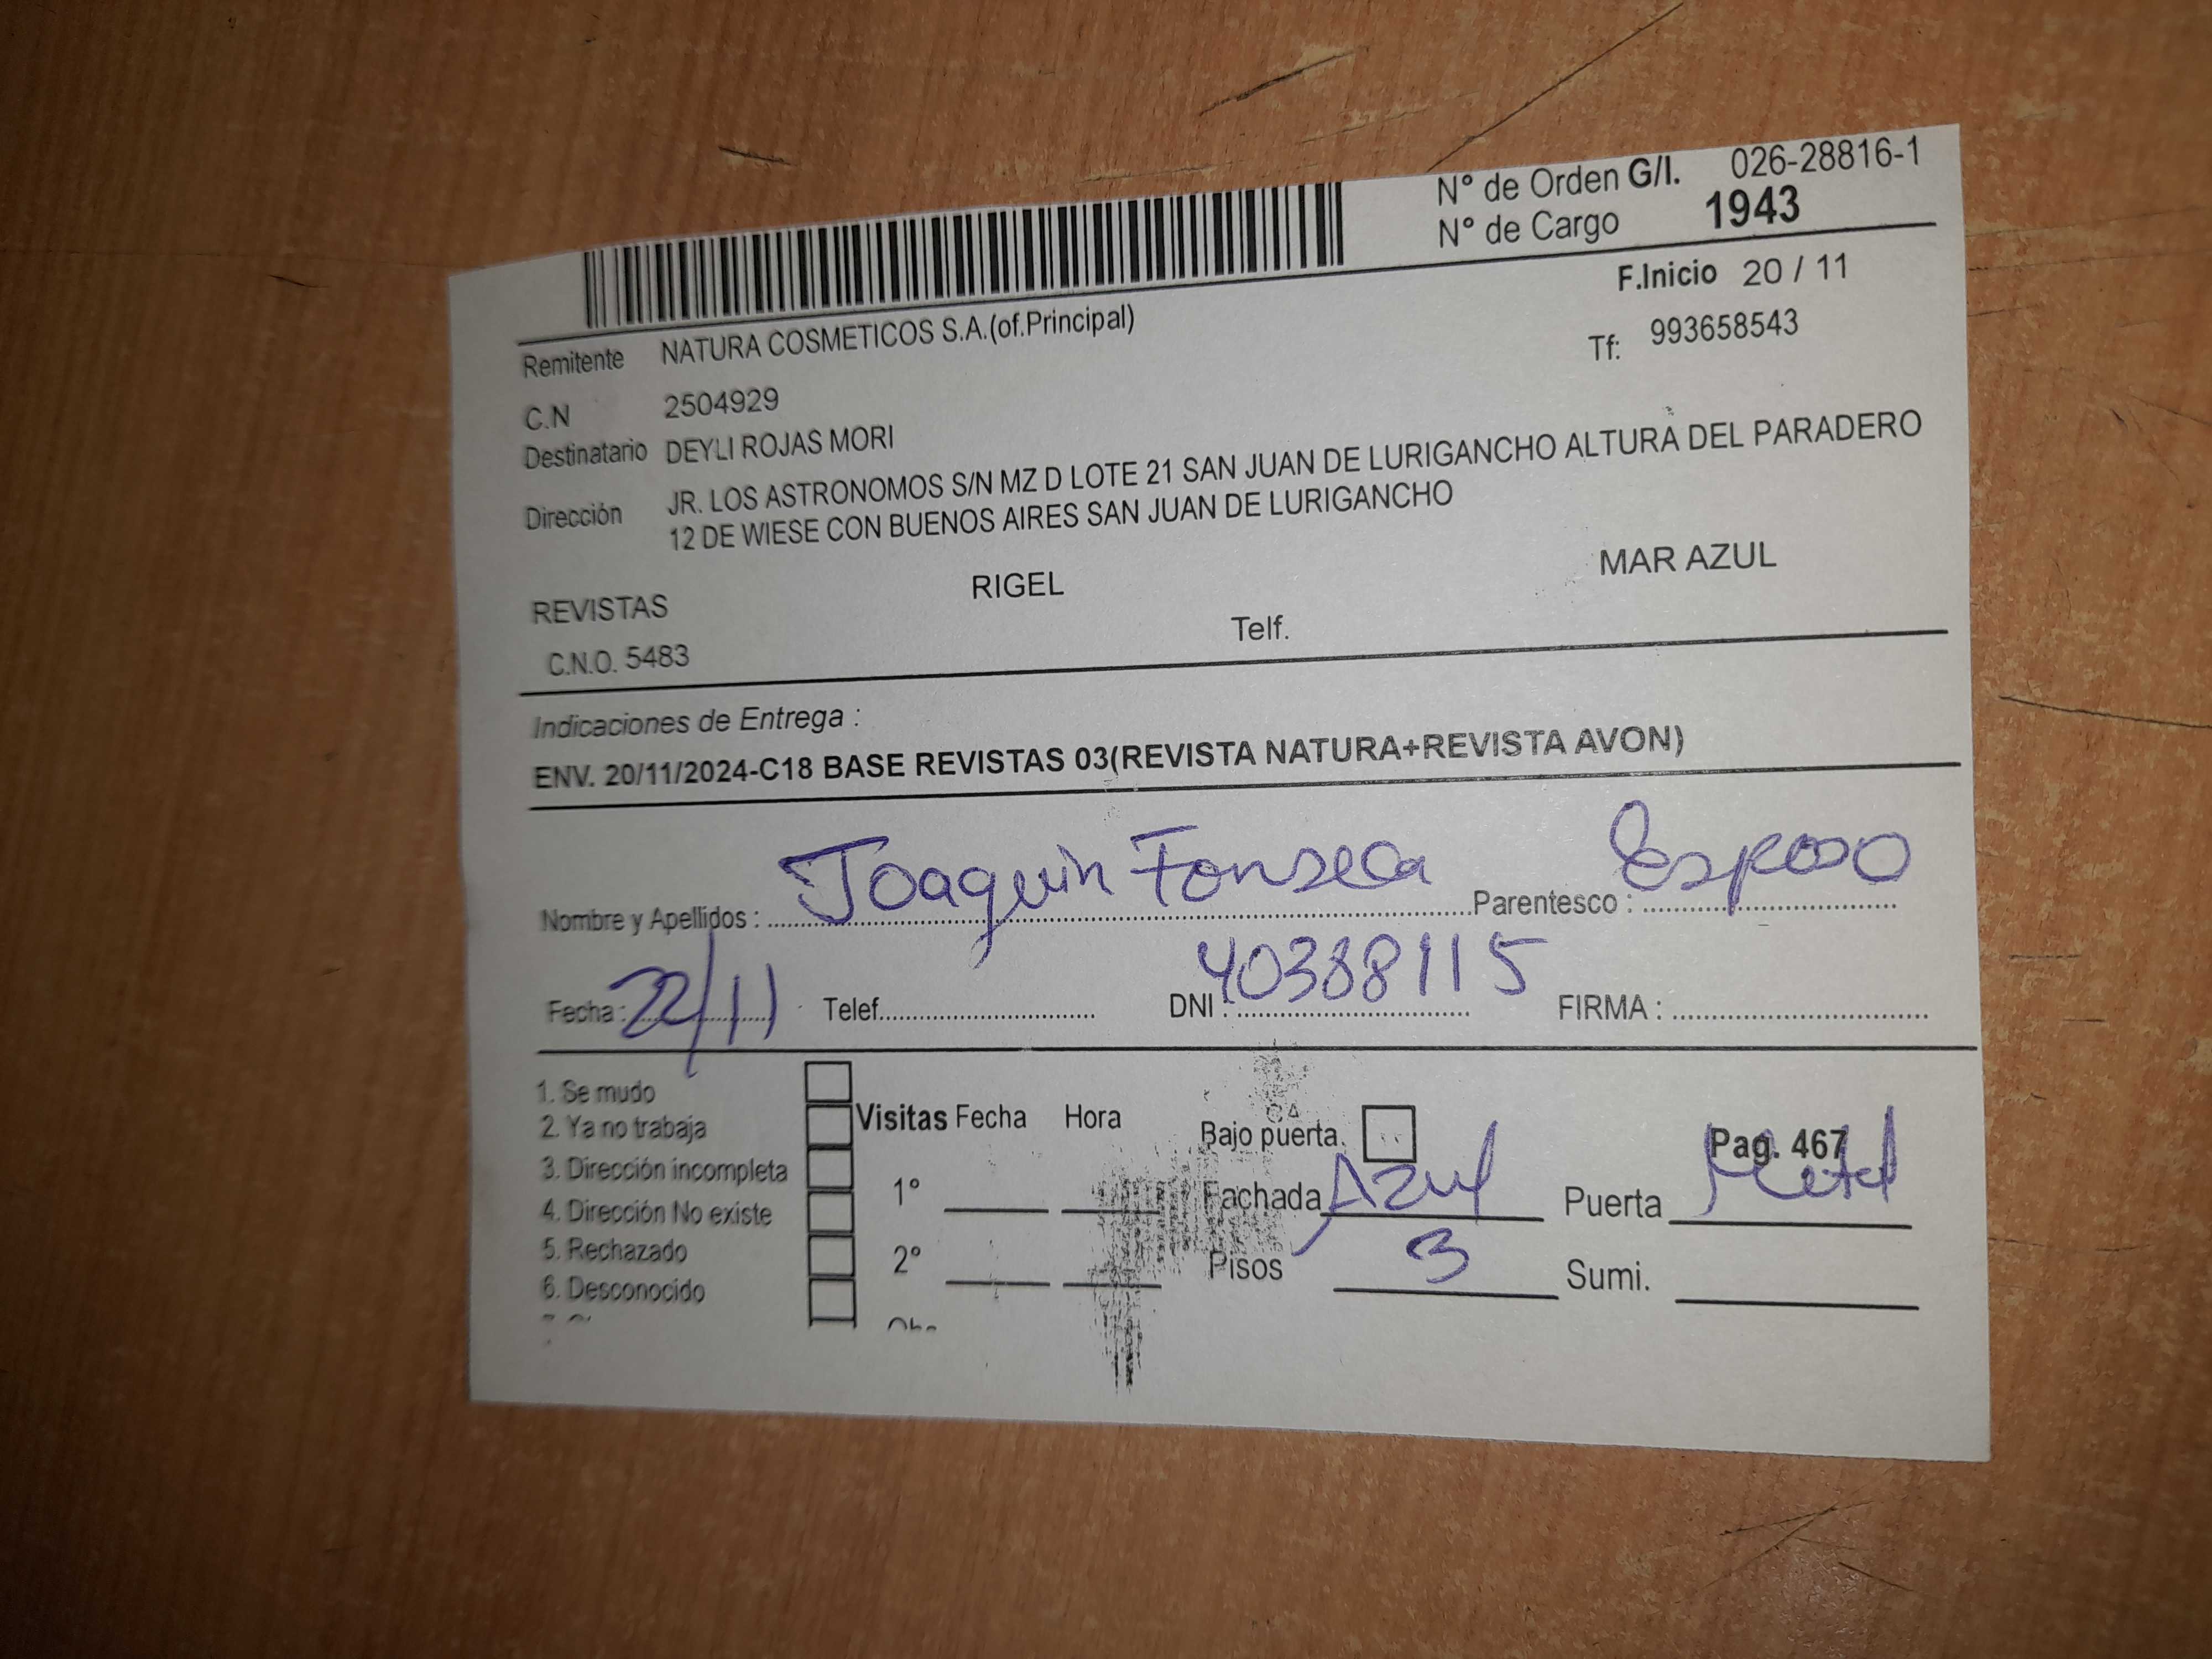 N° de Orden G/I. 026-28816-1
N° de Cargo 1943
F.Inicio 20 / 11
Remitente NATURA COSMETICOS S.A.(of.Principal) Tf: 993658543
C.N 2504929
Destinatario DEYLI ROJAS MORI
Dirección JR. LOS ASTRONOMOS S/N MZ D LOTE 21 SAN JUAN DE LURIGANCHO ALTURA DEL PARADERO
12 DE WIESE CON BUENOS AIRES SAN JUAN DE LURIGANCHO
REVISTAS RIGEL MAR AZUL
C.N.O. 5483 Telf.
Indicaciones de Entrega :
ENV. 20/11/2024-C18 BASE REVISTAS 03(REVISTA NATURA+REVISTA AVON)
Nombre y Apellidos : Joaquin Fonseca Parentesco : Esposo
Fecha : 22/11 Telef. DNI : 40388115 FIRMA :
1. Se mudo
2. Ya no trabaja Visitas Fecha Hora Bajo puerta. Pag. 467
3. Dirección incompleta 1° Fachada Azul Puerta Metal
4. Dirección No existe
5. Rechazado 2° Pisos 3 Sumi.
6. Desconocido